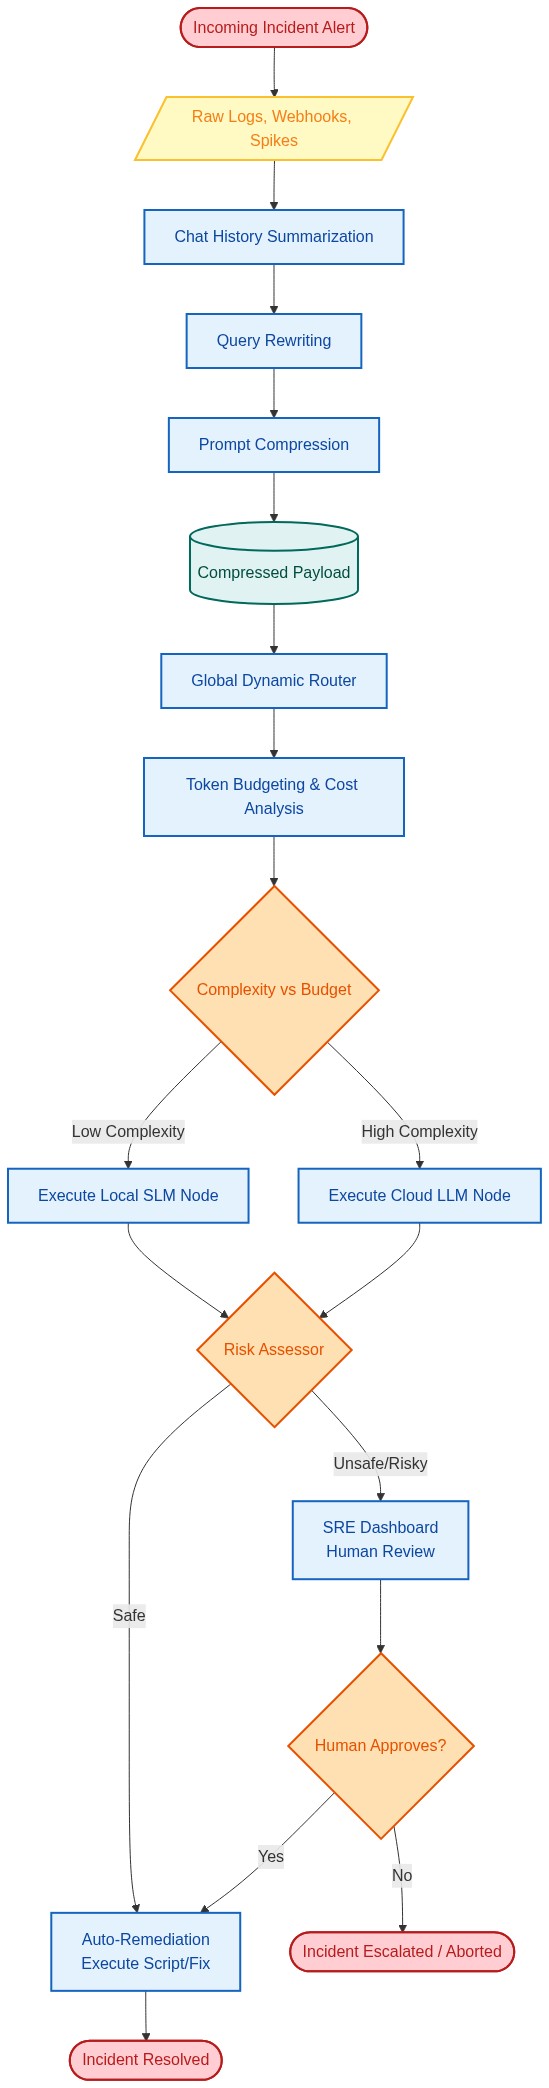 Incoming Incident Alert
Raw Logs, Webhooks,
Spikes
Chat History Summarization
Query Rewriting
Prompt Compression
Compressed Payload
Global Dynamic Router
Token Budgeting & Cost
Analysis
Complexity vs Budget
Low Complexity
High Complexity
Execute Local SLM Node
Execute Cloud LLM Node
Risk Assessor
Unsafe/Risky
SRE Dashboard
Human Review
Safe
Human Approves?
Yes
No
Auto-Remediation
Execute Script/Fix
Incident Escalated / Aborted
Incident Resolved